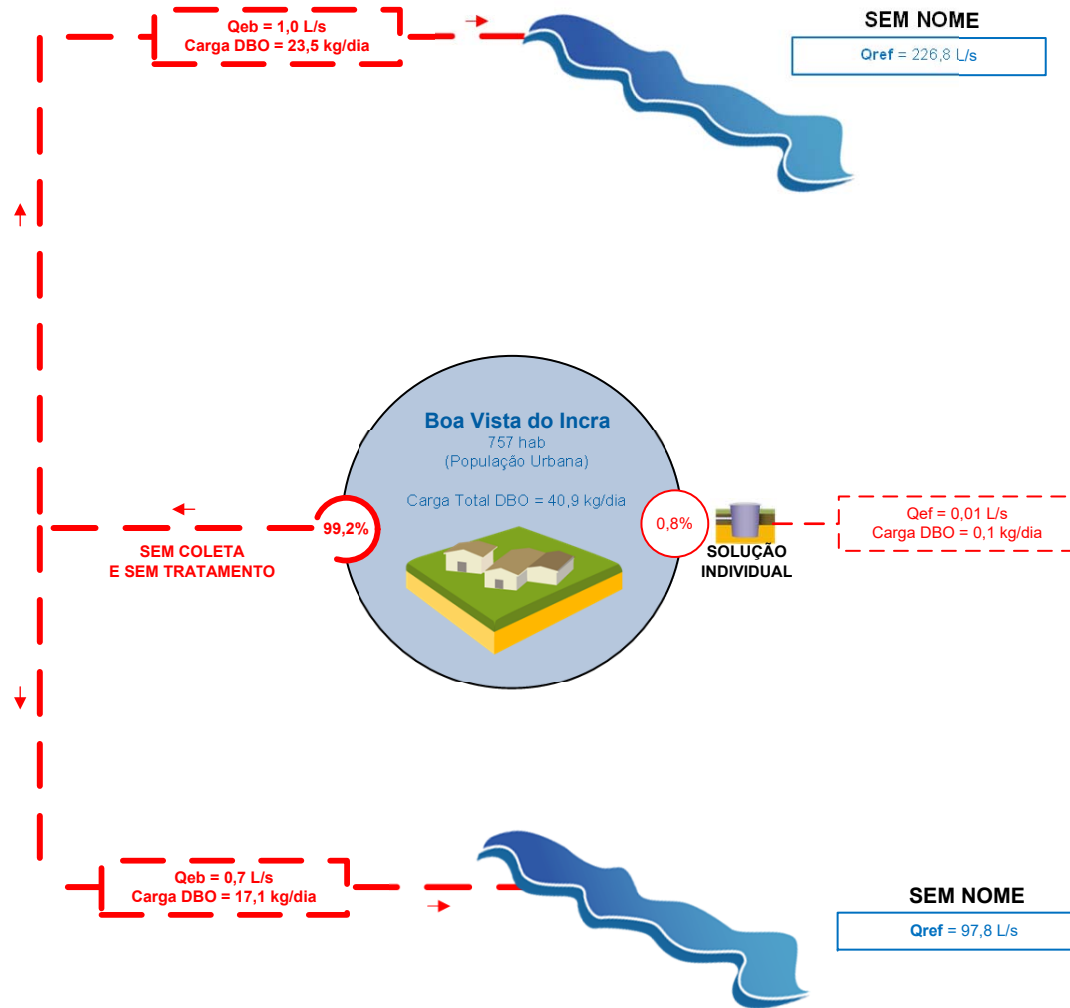 Qeb = 1,0 L/s
Carga DBO = 23,5 kg/dia
SEM NOME
Qref = 226,8 L/s
Boa Vista do Incra
757 hab
(População Urbana)
Carga Total DBO = 40,9 kg/dia
99,2%
SEM COLETA
E SEM TRATAMENTO
0,8%
SOLUÇÃO
INDIVIDUAL
Qef = 0,01 L/s
Carga DBO = 0,1 kg/dia
Qeb = 0,7 L/s
Carga DBO = 17,1 kg/dia
SEM NOME
Qref = 97,8 L/s